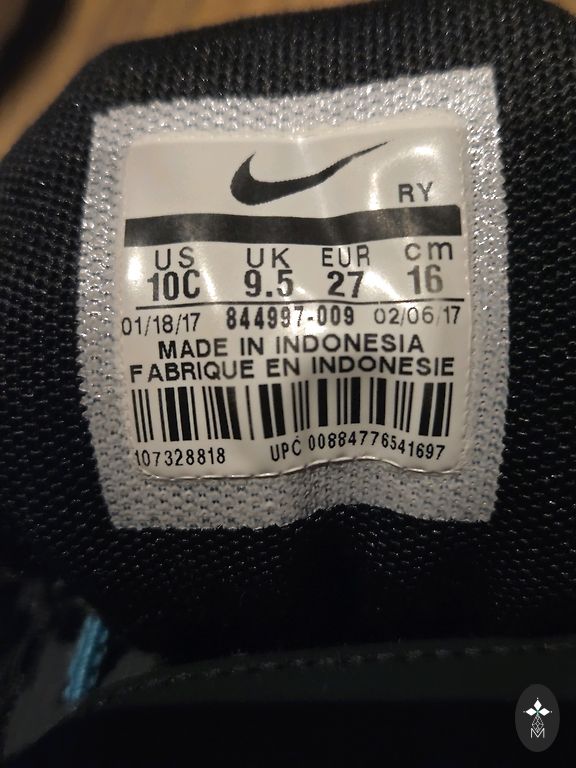 RY
US UK EUR cm
10C 9.5 27 16
01/18/17 844997-009 02/06/17
MADE IN INDONESIA
FABRIQUE EN INDONESIE
107328818 UPC 00884776541697
M